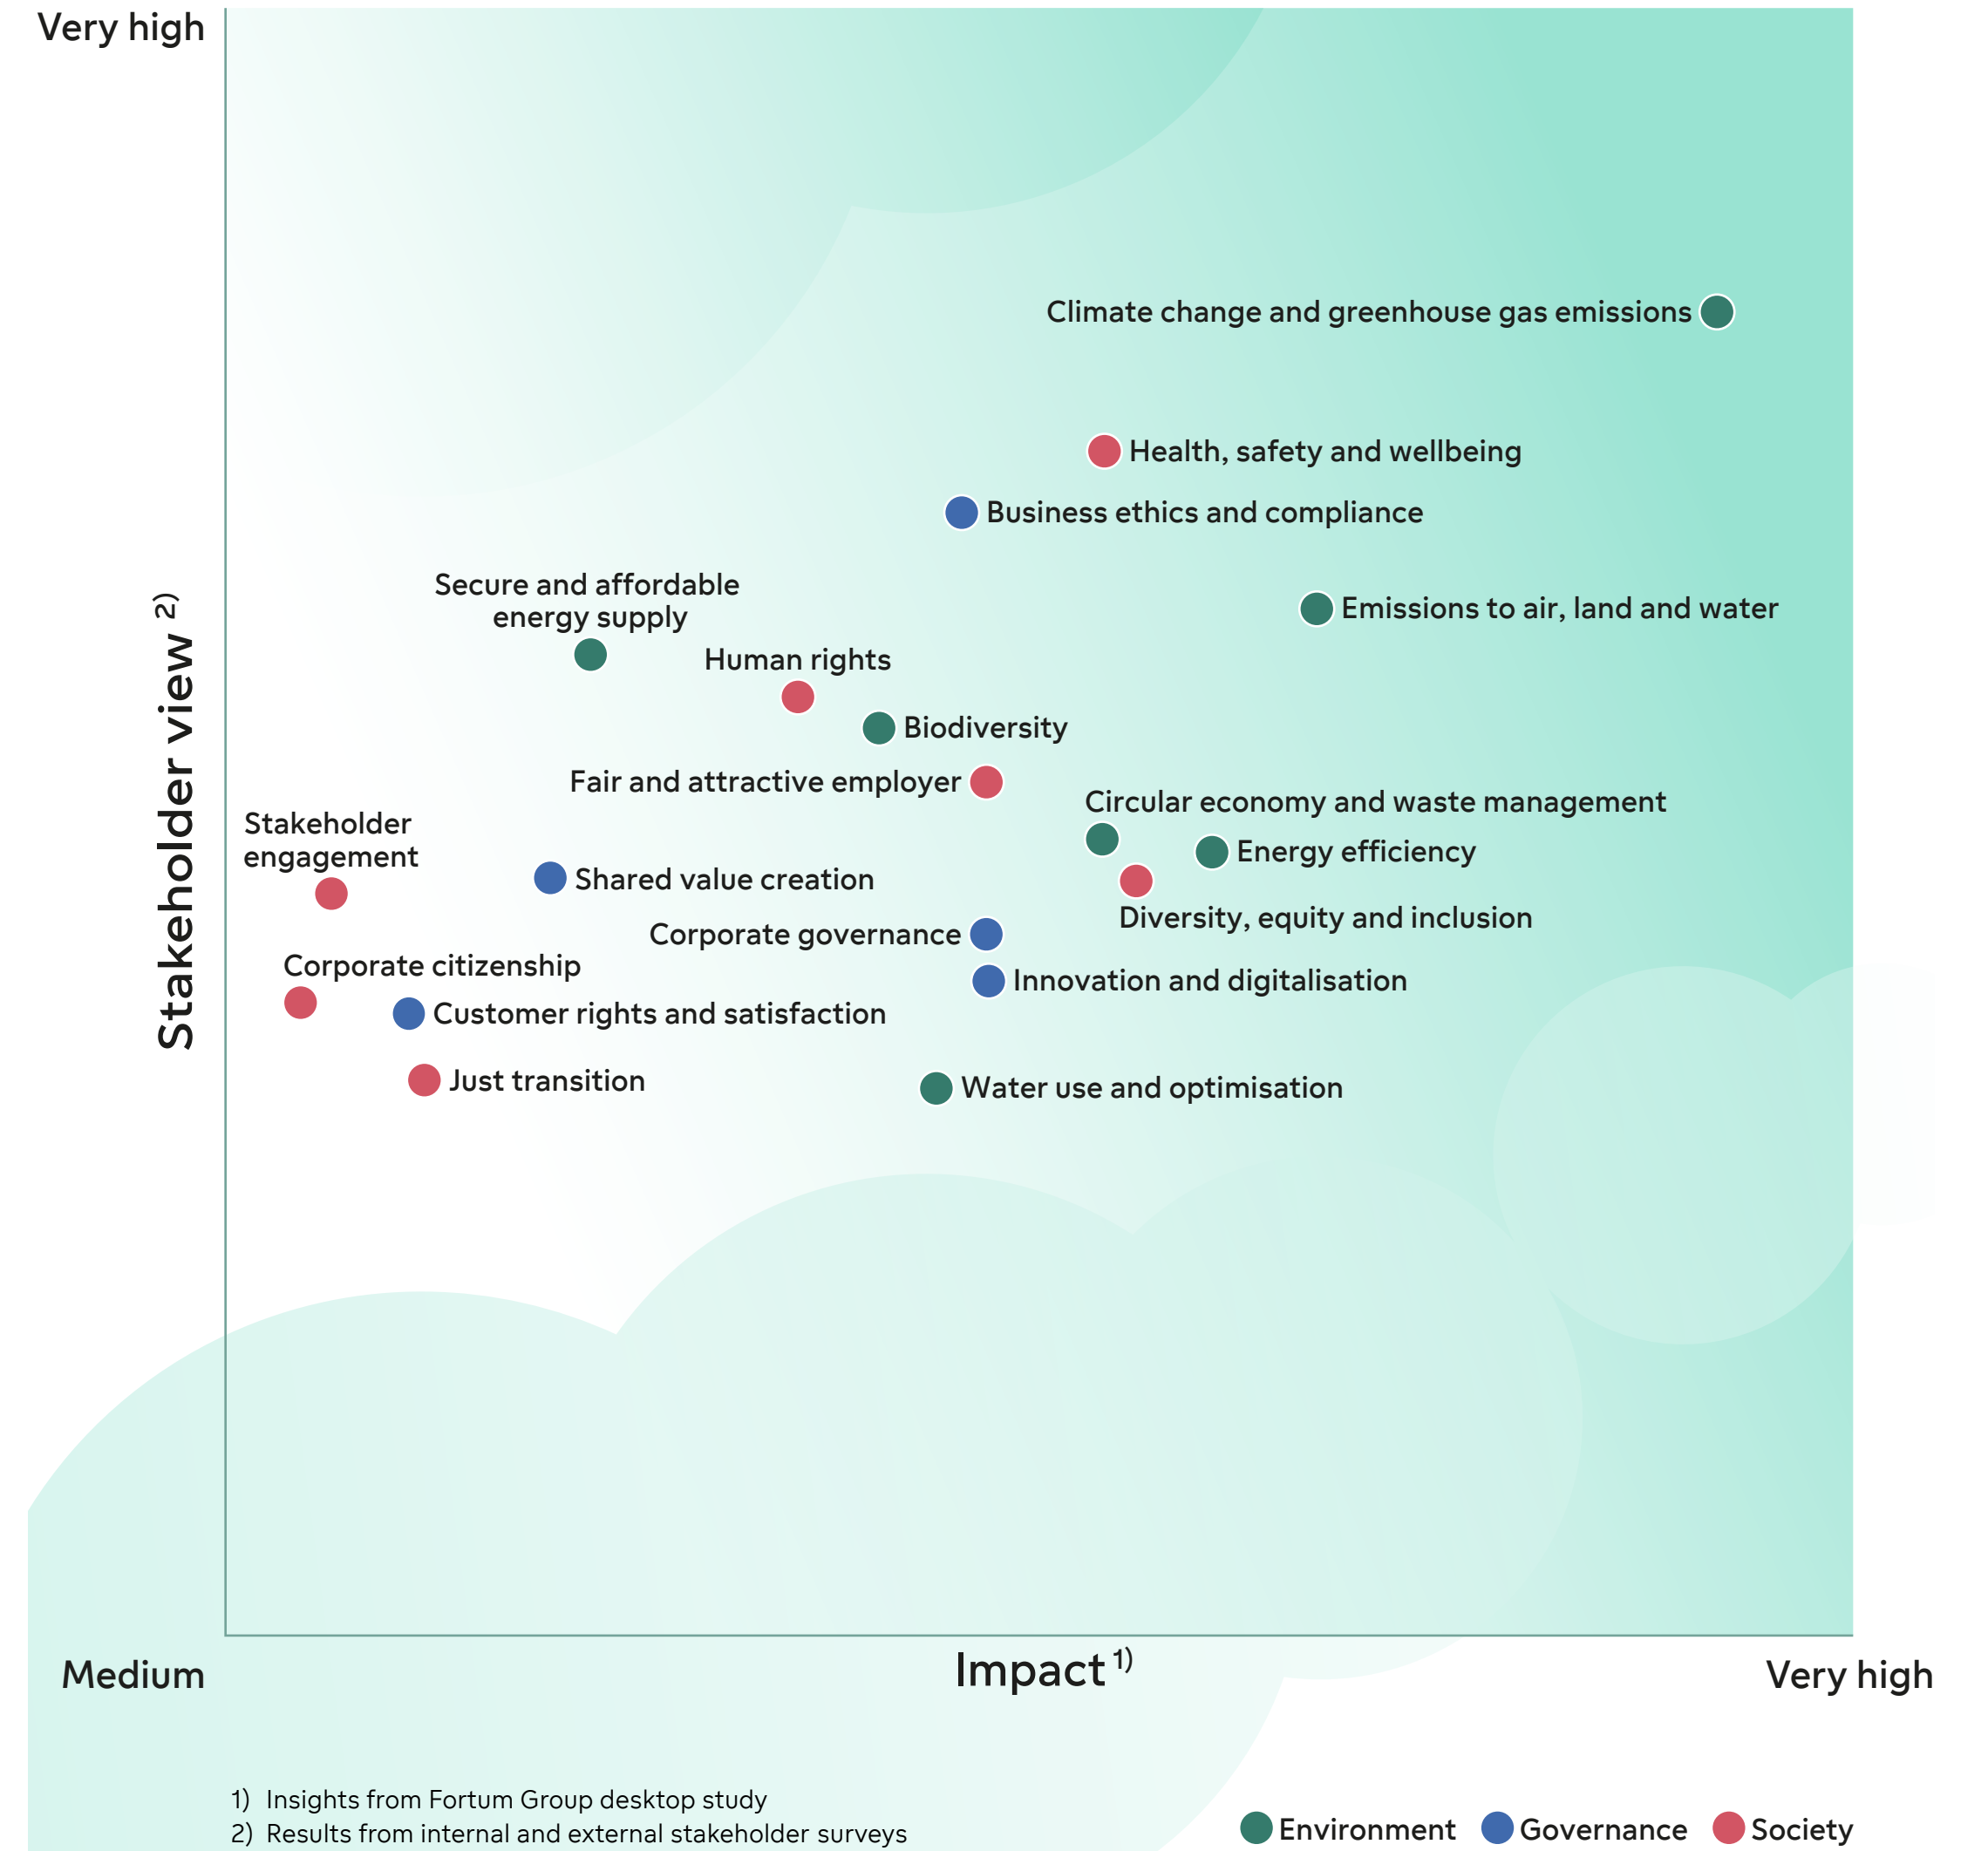 Very high
Climate change and greenhouse gas emissions
Health, safety and wellbeing
Business ethics and compliance
Secure and affordable
energy supply
Emissions to air, land and water
Human rights
Biodiversity
Fair and attractive employer
Circular economy and waste management
Stakeholder
engagement
Energy efficiency
Shared value creation
Diversity, equity and inclusion
Corporate governance
Corporate citizenship
Innovation and digitalisation
Customer rights and satisfaction
Just transition
Water use and optimisation
Stakeholder view 2)
Medium
Impact 1)
Very high
1) Insights from Fortum Group desktop study
2) Results from internal and external stakeholder surveys
Environment
Governance
Society